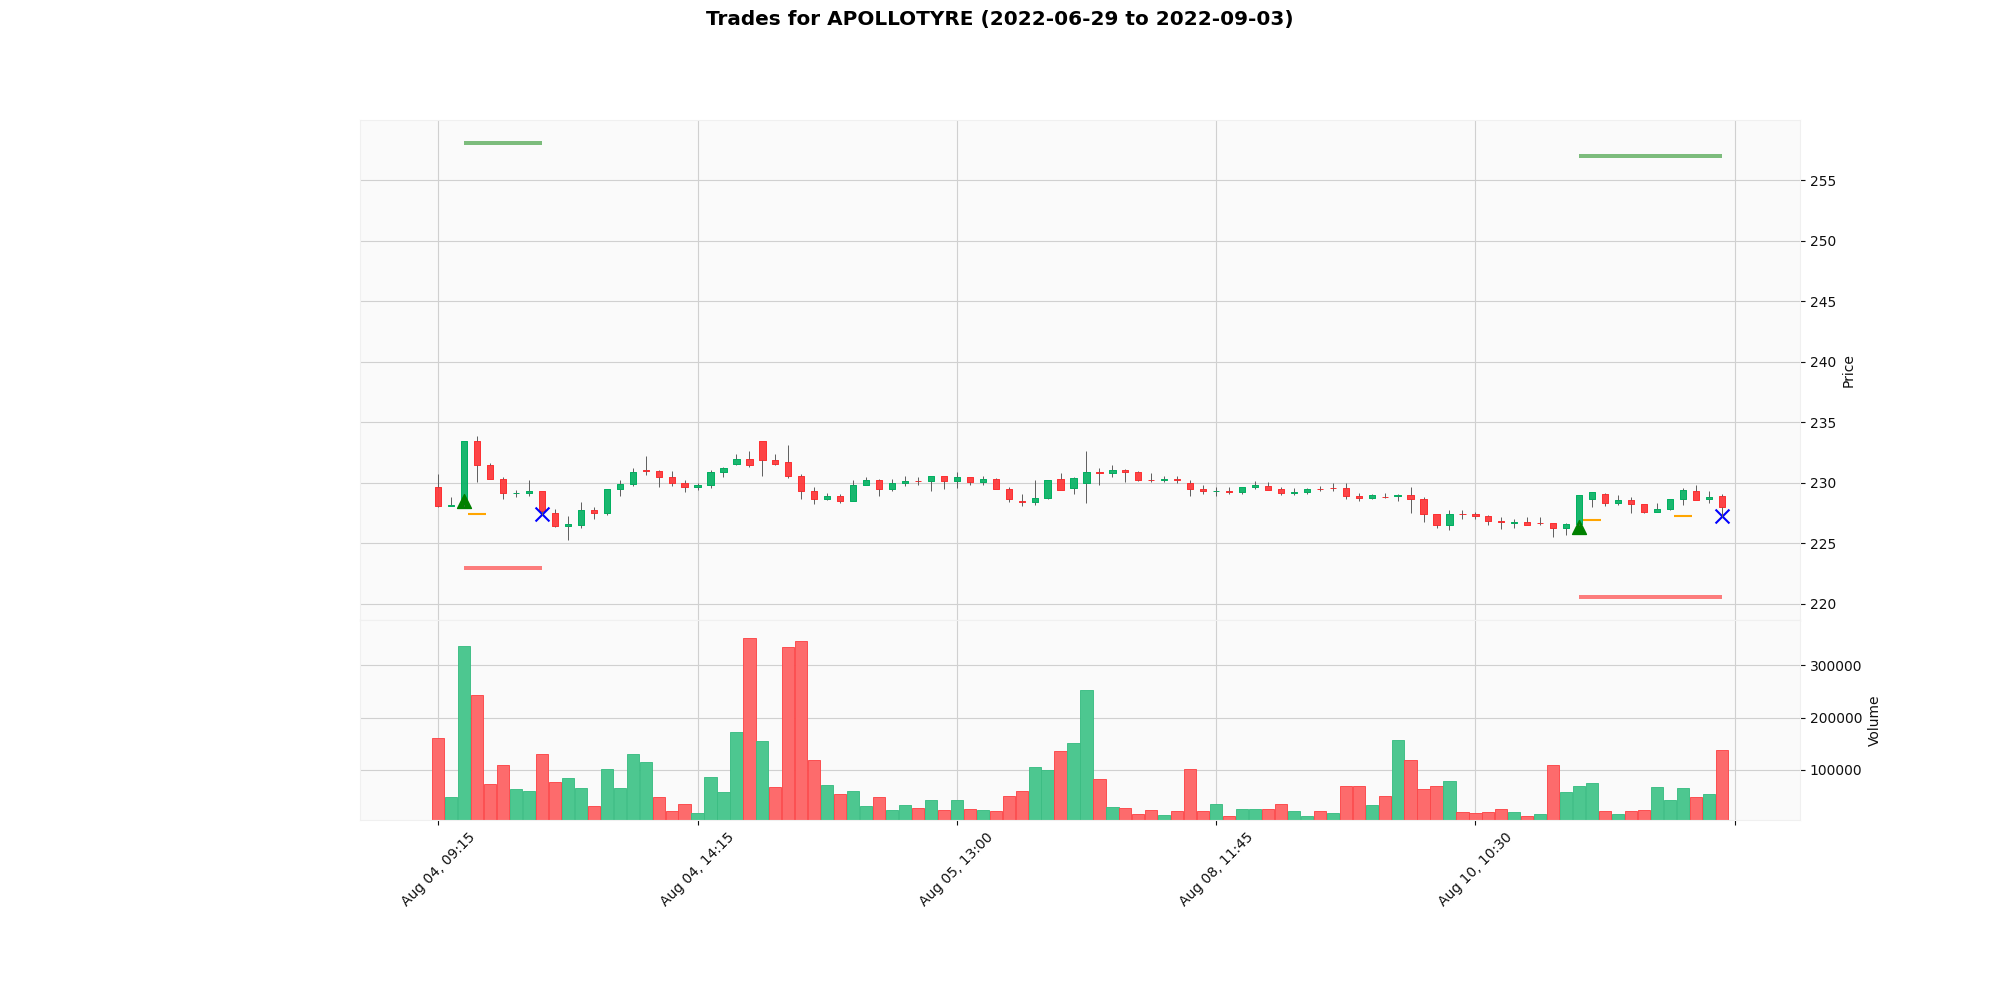 Trades for APOLLOTYRE (2022-06-29 to 2022-09-03)
255
250
245
240
235
230
225
220
Price
300000
200000
100000
Volume
Aug 04, 09:15
Aug 04, 14:15
Aug 05, 13:00
Aug 08, 11:45
Aug 10, 10:30